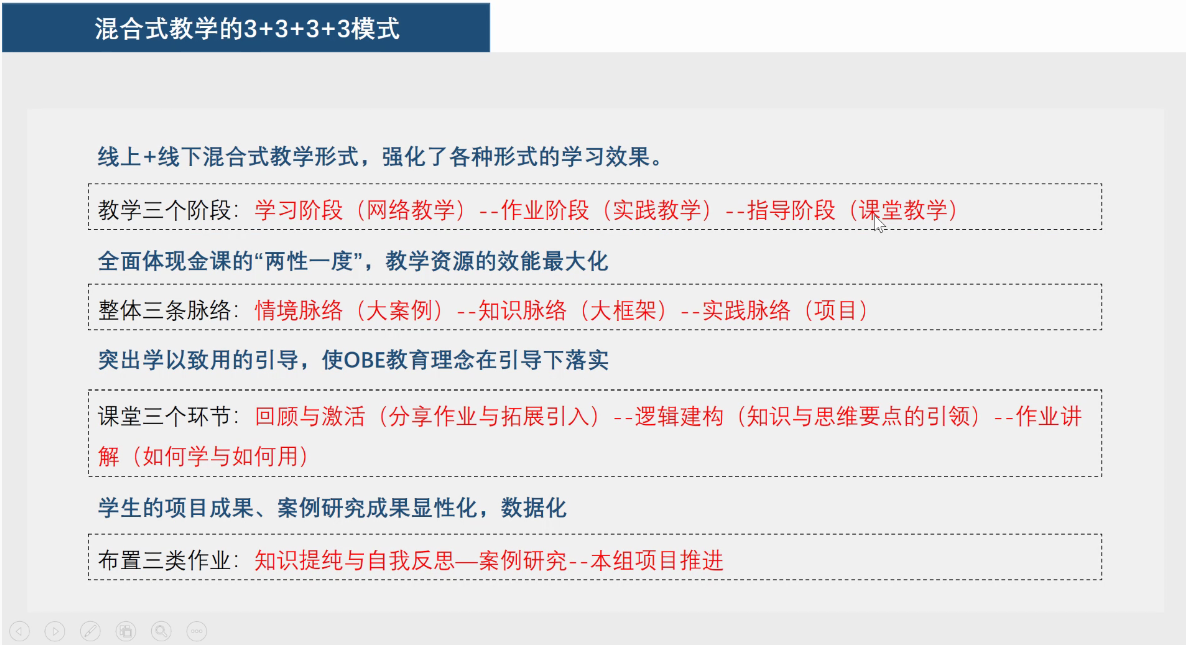 混合式教学的3+3+3+3模式
线上+线下混合式教学形式，强化了各种形式的学习效果。
教学三个阶段：学习阶段（网络教学）--作业阶段（实践教学）--指导阶段（课堂教学）
全面体现金课的“两性一度”，教学资源的效能最大化
整体三条脉络：情境脉络（大案例）--知识脉络（大框架）--实践脉络（项目）
突出学以致用的引导，使OBE教育理念在引导下落实
课堂三个环节：回顾与激活（分享作业与拓展引入）--逻辑建构（知识与思维要点的引领）--作业讲
解（如何学与如何用）
学生的项目成果、案例研究成果显性化，数据化
布置三类作业：知识提纯与自我反思—案例研究--本组项目推进